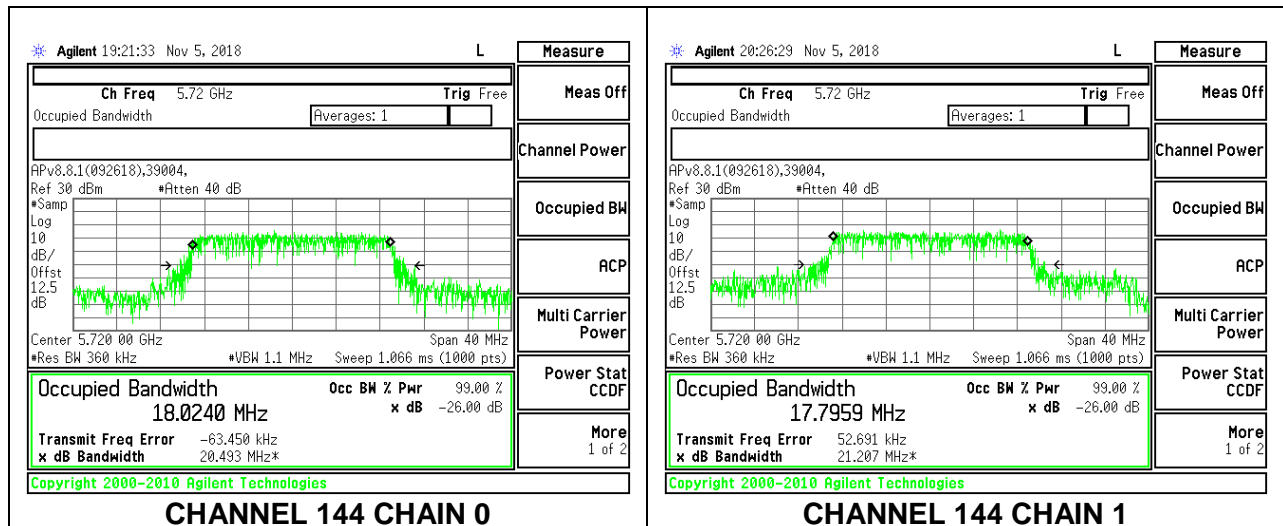 Agilent 19:21:33 Nov 5, 2018 L
Measure
Ch Freq 5.72 GHz Trig Free
Occupied Bandwidth Averages: 1
APv8.8.1(092618),39004,
Ref 30 dBm #Atten 40 dB
#Samp
Log
10
dB/
Offst
12.5
dB
Center 5.720 00 GHz Span 40 MHz
#Res BW 360 kHz #VBW 1.1 MHz Sweep 1.066 ms (1000 pts)
Occupied Bandwidth Occ BW % Pwr 99.00 %
18.0240 MHz x dB -26.00 dB
Transmit Freq Error -63.450 kHz
x dB Bandwidth 20.493 MHz*
Copyright 2000-2010 Agilent Technologies
Meas Off
Channel Power
Occupied BW
ACP
Multi Carrier
Power
Power Stat
CCDF
More
1 of 2
CHANNEL 144 CHAIN 0
Agilent 20:26:29 Nov 5, 2018 L
Measure
Ch Freq 5.72 GHz Trig Free
Occupied Bandwidth Averages: 1
APv8.8.1(092618),39004,
Ref 30 dBm #Atten 40 dB
#Samp
Log
10
dB/
Offst
12.5
dB
Center 5.720 00 GHz Span 40 MHz
#Res BW 360 kHz #VBW 1.1 MHz Sweep 1.066 ms (1000 pts)
Occupied Bandwidth Occ BW % Pwr 99.00 %
17.7959 MHz x dB -26.00 dB
Transmit Freq Error 52.691 kHz
x dB Bandwidth 21.207 MHz*
Copyright 2000-2010 Agilent Technologies
Meas Off
Channel Power
Occupied BW
ACP
Multi Carrier
Power
Power Stat
CCDF
More
1 of 2
CHANNEL 144 CHAIN 1